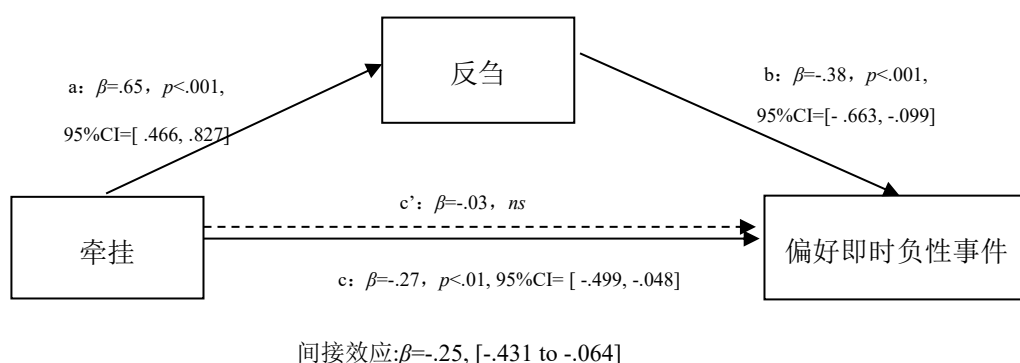 反刍
a：β=.65，p<.001,
95%CI=[ .466, .827]
b：β=-.38，p<.001,
95%CI=[- .663, -.099]
牵挂
c’：β=-.03，ns
偏好即时负性事件
c：β=-.27，p<.01, 95%CI= [ -.499, -.048]
间接效应:β=-.25, [-.431 to -.064]